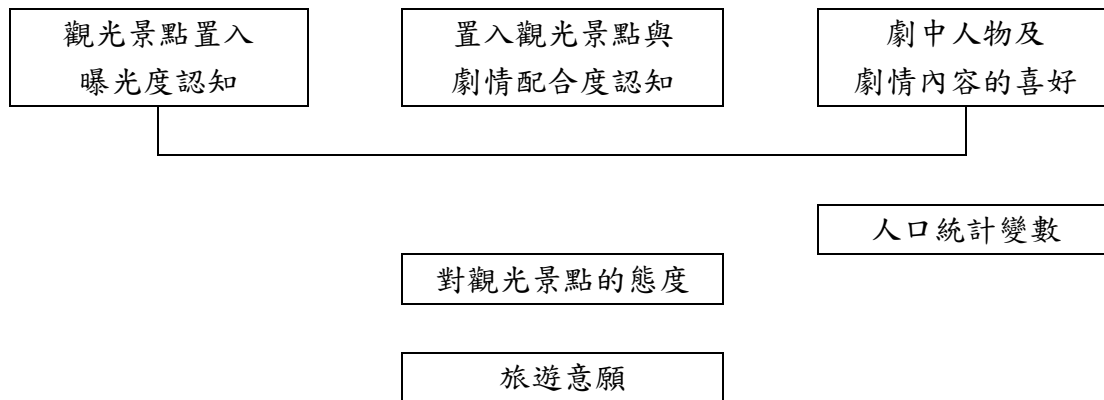 觀光景點置入
曝光度認知
置入觀光景點與
劇情配合度認知
劇中人物及
劇情內容的喜好
人口統計變數
對觀光景點的態度
旅遊意願